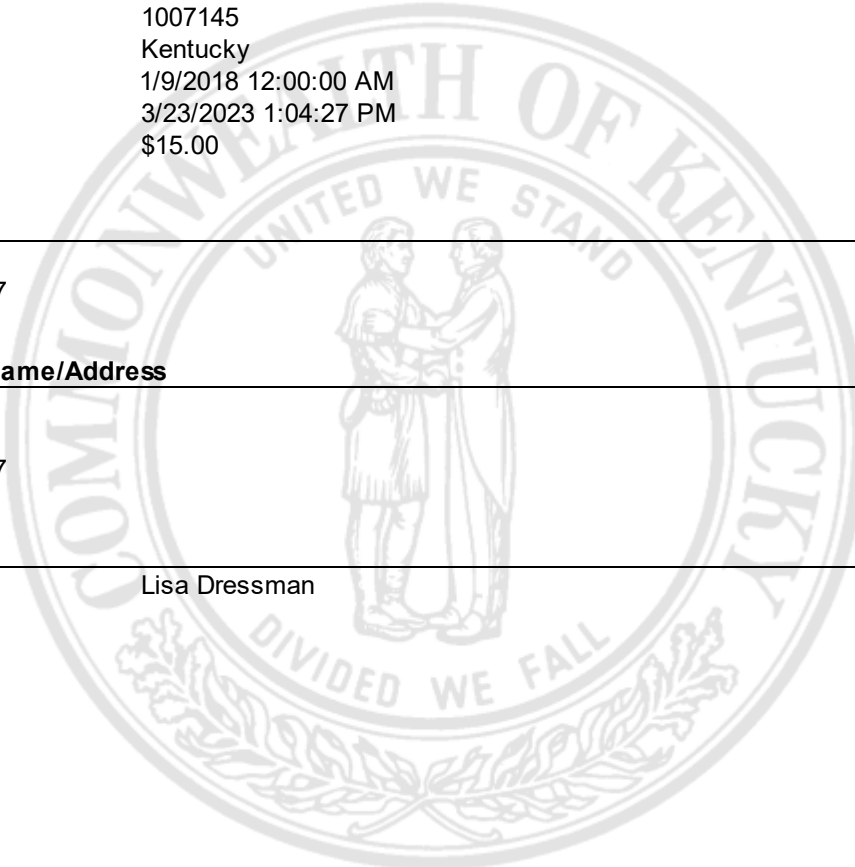 1007145
Kentucky
1/9/2018 12:00:00 AM
3/23/2023 1:04:27 PM
$15.00
COMMONWEALTH OF KENTUCKY
UNITED WE STAND
7
ame/Address
7
Lisa Dressman
DIVIDED WE FALL